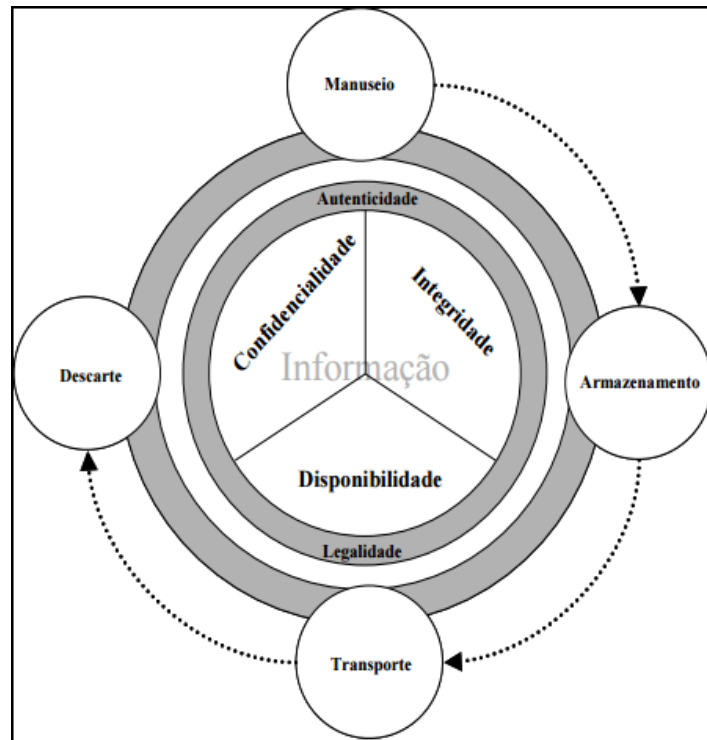 Manuseio
Autenticidade
Confidencialidade
Integridade
Informação
Descarte
Armazenamento
Disponibilidade
Legalidade
Transporte